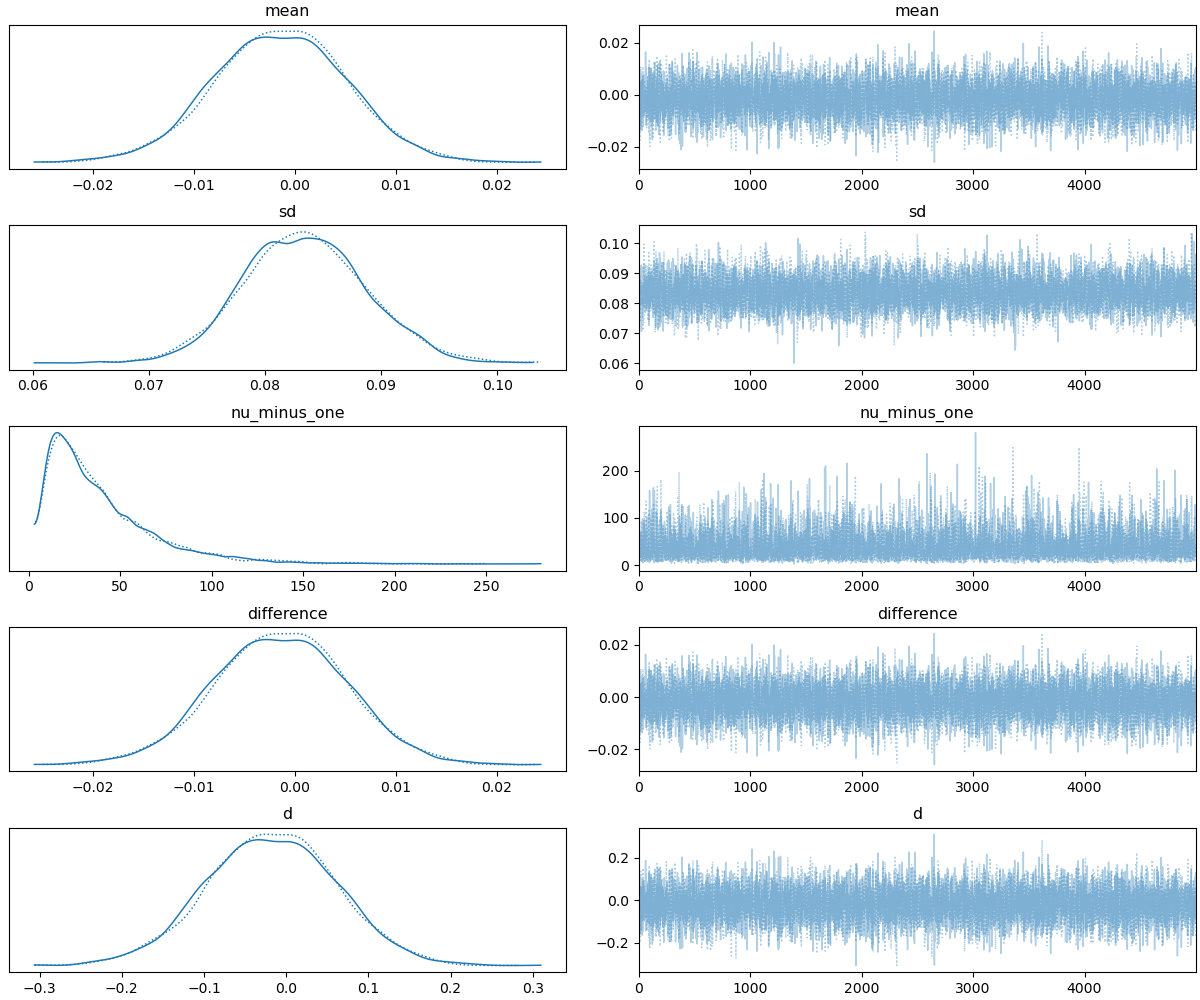 mean mean
0.02
0.00
−0.02
−0.02 −0.01 0.00 0.01 0.02 0 1000 2000 3000 4000
sd sd
0.10
0.09
0.08
0.07
0.06
0.06 0.07 0.08 0.09 0.10 0 1000 2000 3000 4000
nu_minus_one nu_minus_one
200
100
0
0 50 100 150 200 250 0 1000 2000 3000 4000
difference difference
0.02
0.00
−0.02
−0.02 −0.01 0.00 0.01 0.02 0 1000 2000 3000 4000
d d
0.2
0.0
−0.2
−0.3 −0.2 −0.1 0.0 0.1 0.2 0.3 0 1000 2000 3000 4000